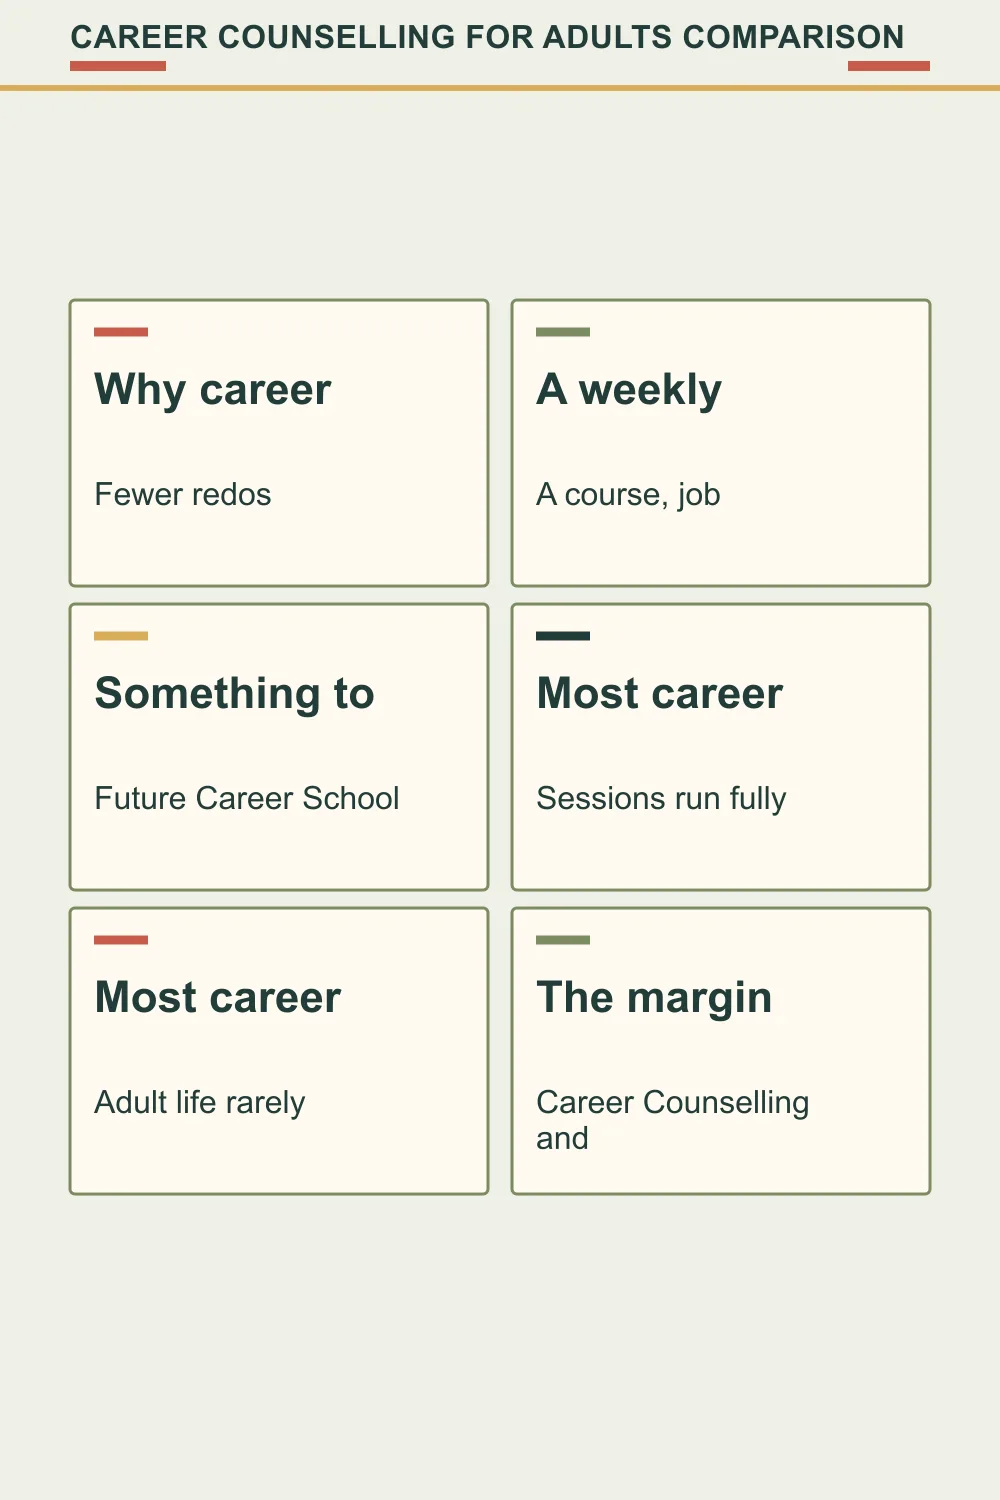 CAREER COUNSELLING FOR ADULTS COMPARISON
Why career
Fewer redos
A weekly
A course, job
Something to
Future Career School
Most career
Sessions run fully
Most career
Adult life rarely
The margin
Career Counselling
and